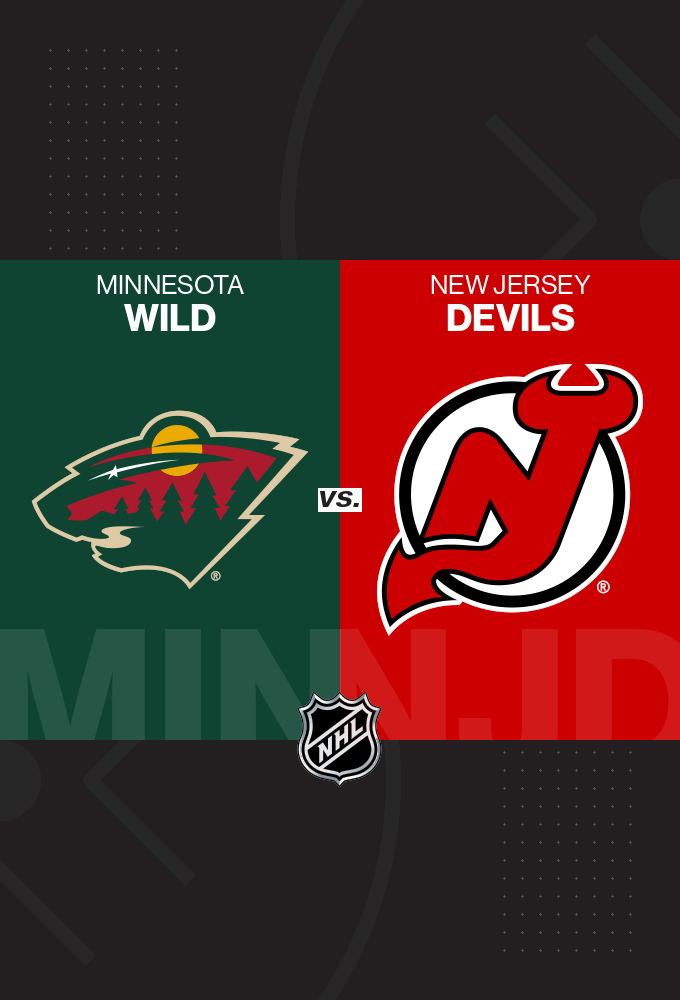 MINNESOTA
WILD
NEW JERSEY
DEVILS
vs.
®
®
MIN
NJD
NHL